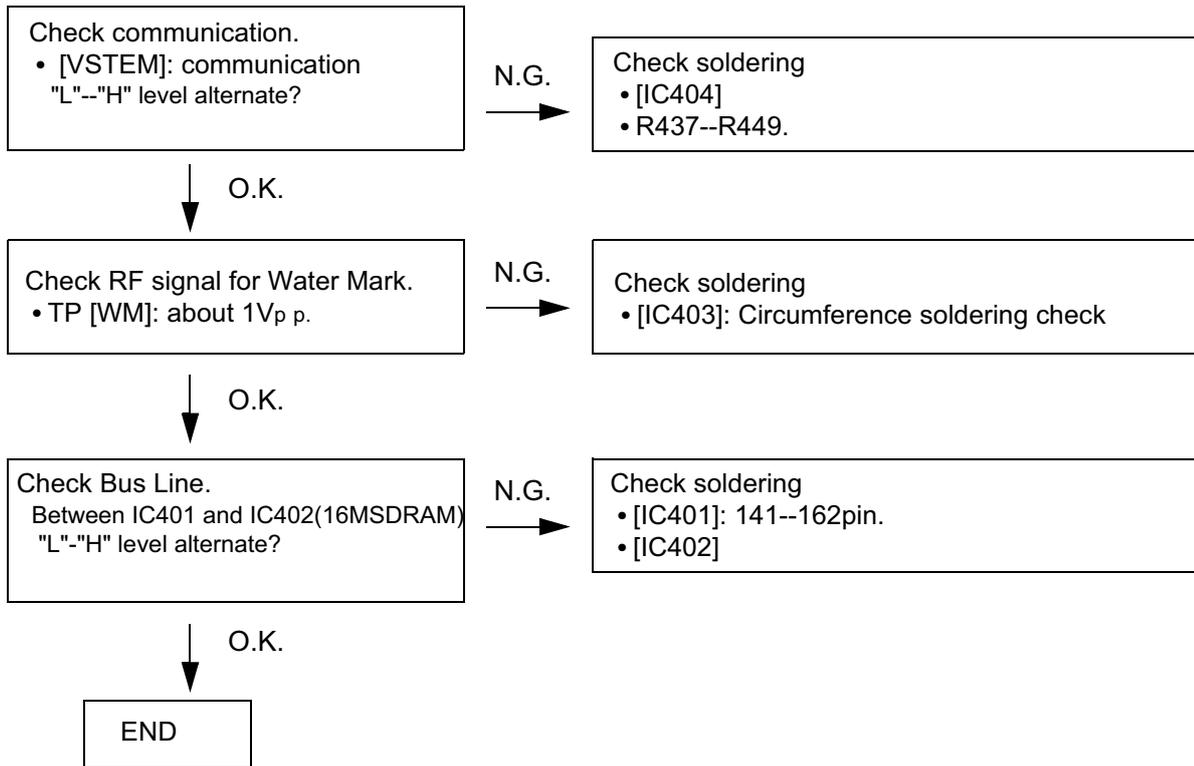 Check communication.
• [VSTEM]: communication
"L"--"H" level alternate?
N.G.
Check soldering
• [IC404]
• R437--R449.
O.K.
Check RF signal for Water Mark.
• TP [WM]: about 1Vp p.
N.G.
Check soldering
• [IC403]: Circumference soldering check
O.K.
Check Bus Line.
Between IC401 and IC402(16MSDRAM)
"L"-"H" level alternate?
N.G.
Check soldering
• [IC401]: 141--162pin.
• [IC402]
O.K.
END